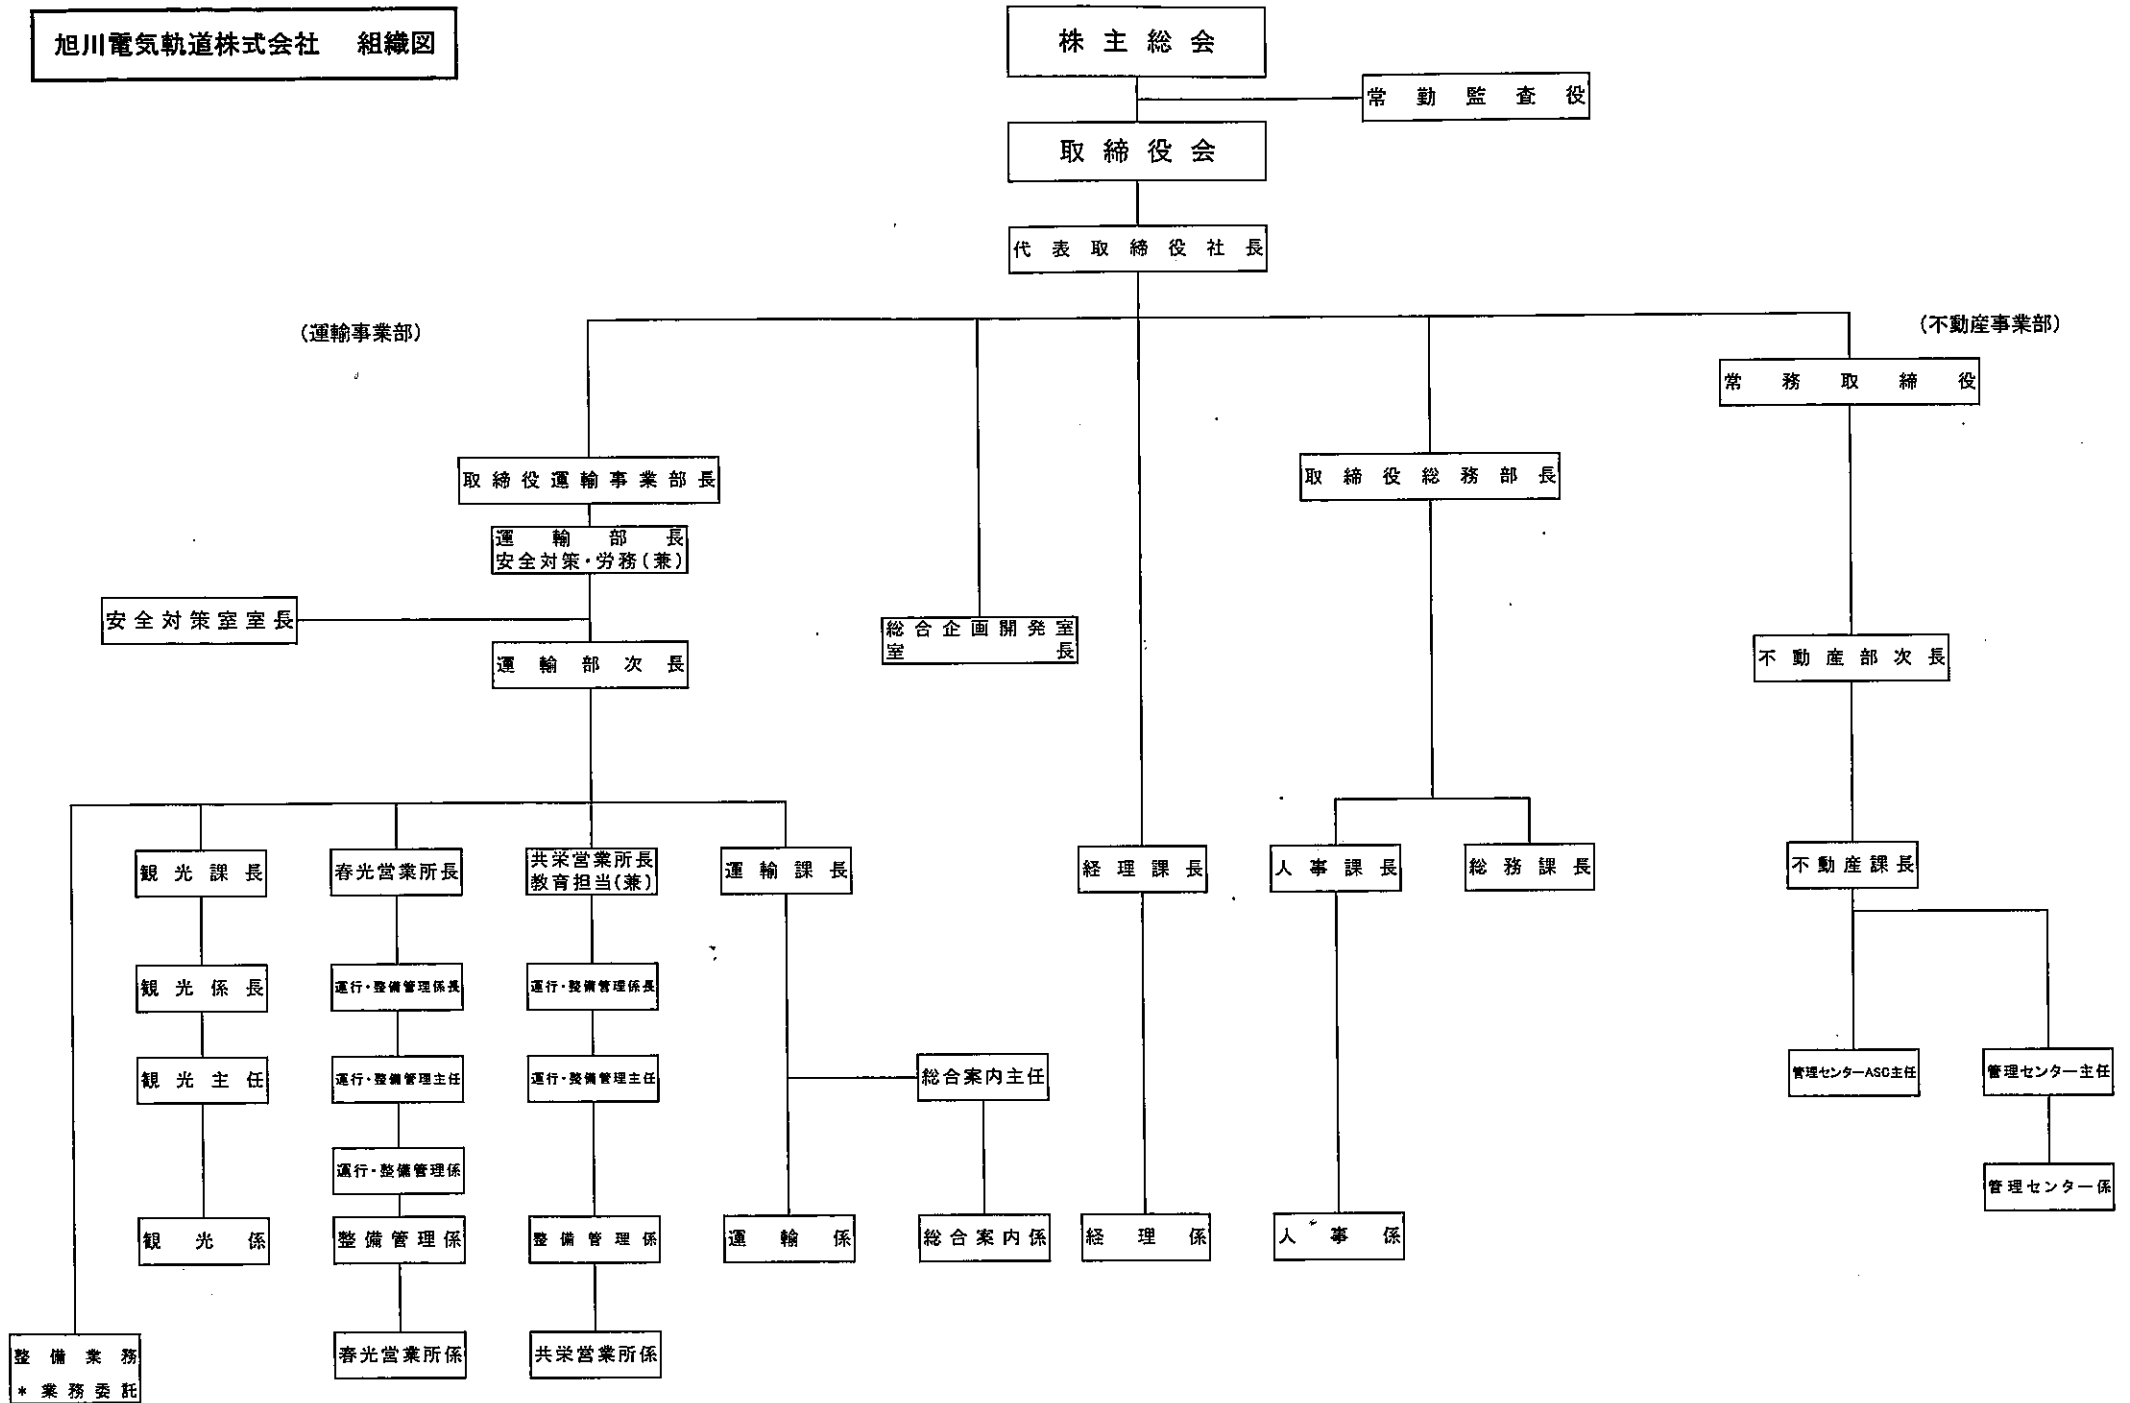 旭川電気軌道株式会社 組織図
株主総会
常勤監査役
取締役会
代表取締役社長
(運輸事業部)
(不動産事業部)
常務取締役
取締役運輸事業部長
取締役総務部長
運輸部長
安全対策・労務(兼)
安全対策室室長
総合企画開発室
室長
運輸部次長
不動産部次長
観光課長
春光営業所長
共栄営業所長
教育担当(兼)
運輸課長
経理課長
人事課長
総務課長
不動産課長
観光係長
運行・整備管理係長
運行・整備管理係長
観光主任
運行・整備管理主任
運行・整備管理主任
総合案内主任
管理センターASC主任
管理センター主任
運行・整備管理係
管理センター係
観光係
整備管理係
整備管理係
運輸係
総合案内係
経理係
人事係
整備業務
*業務委託
春光営業所係
共栄営業所係